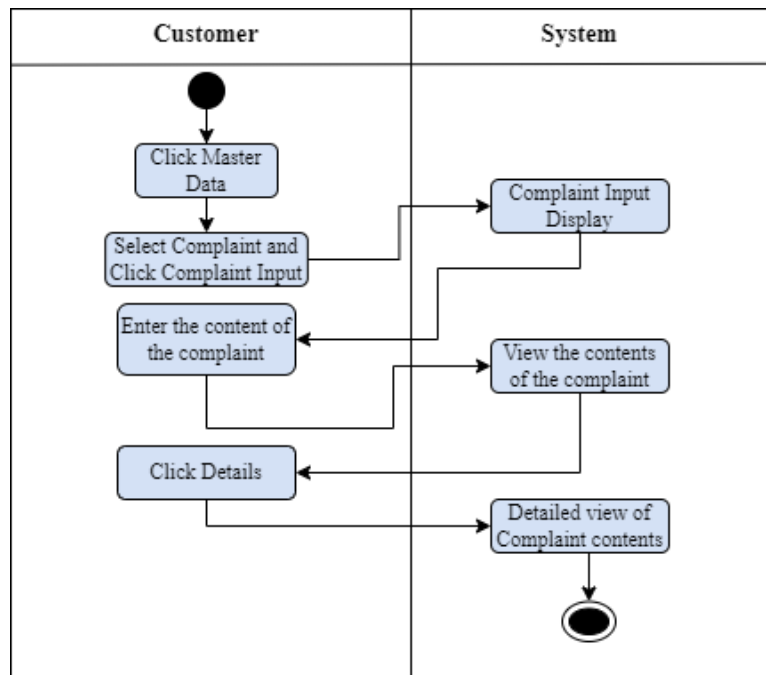 Customer
System
Click Master
Data
Complaint Input
Display
Select Complaint and
Click Complaint Input
Enter the content of
the complaint
View the contents
of the complaint
Click Details
Detailed view of
Complaint contents